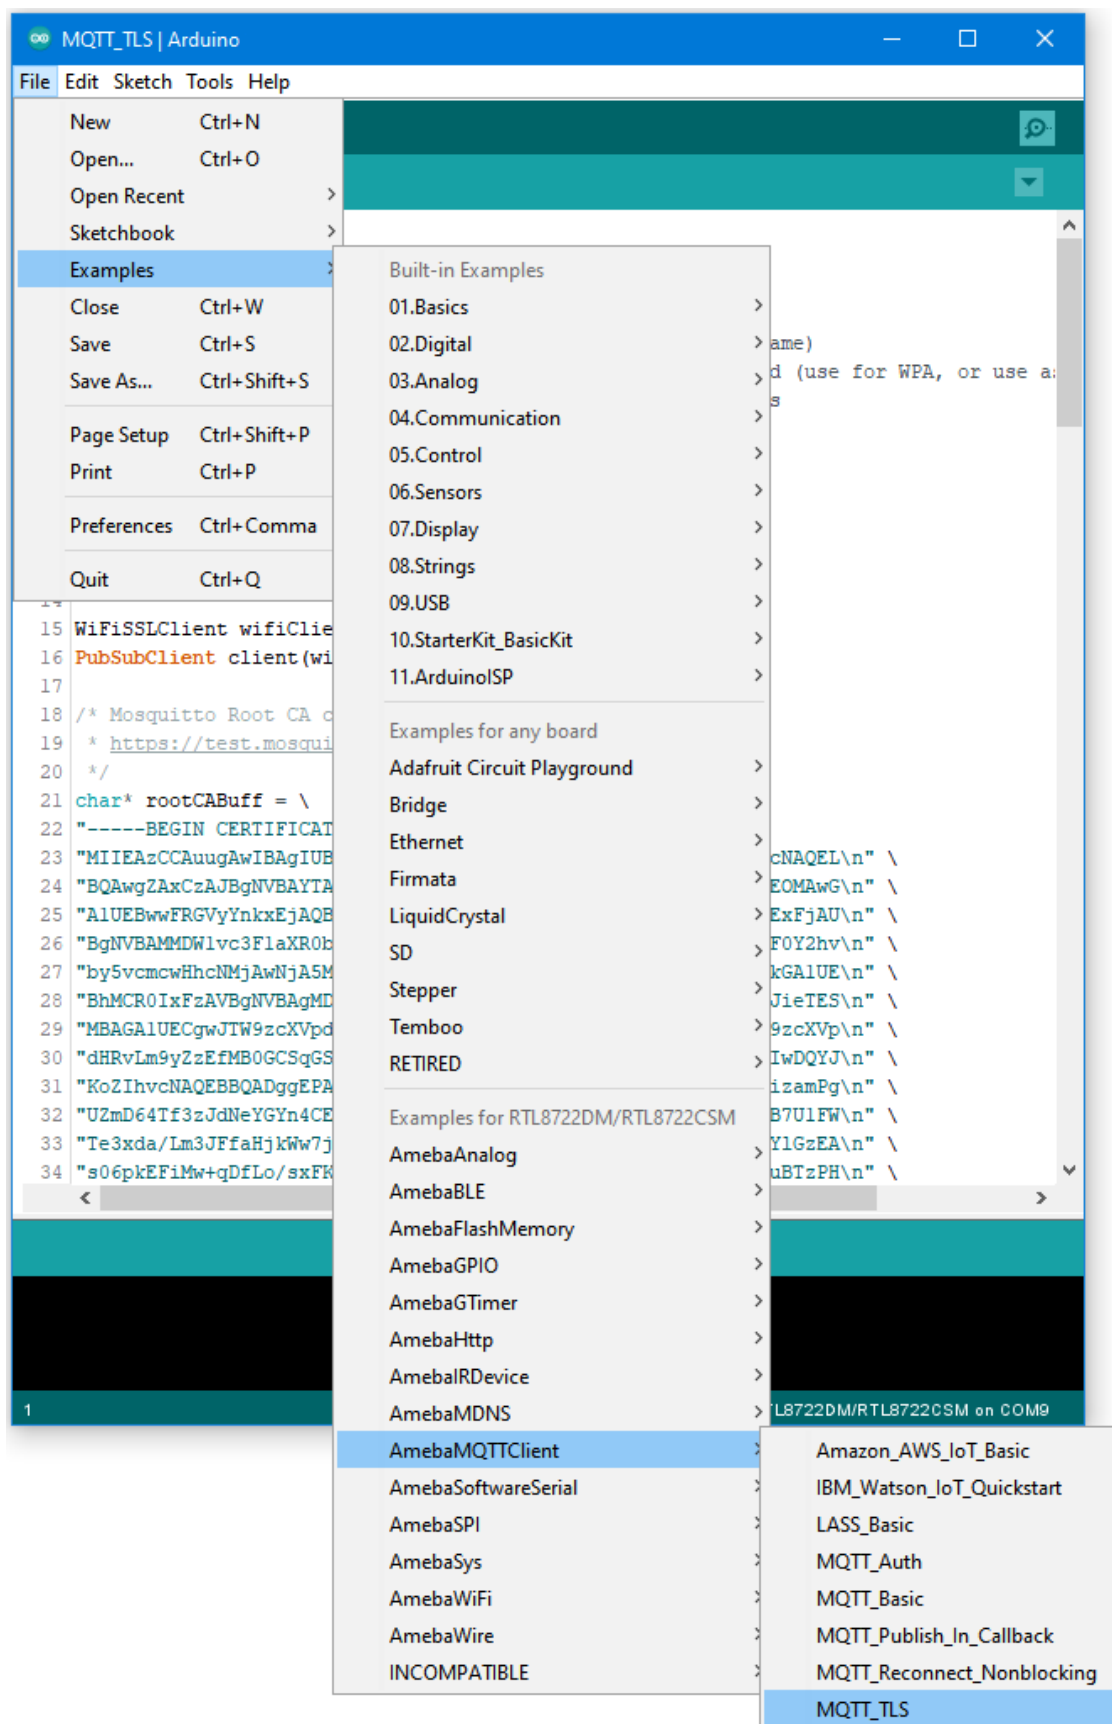 MQTT_TLS | Arduino
File Edit Sketch Tools Help
New Ctrl+N
Open... Ctrl+O
Open Recent
Sketchbook
Examples
Close Ctrl+W
Save Ctrl+S
Save As... Ctrl+Shift+S
Page Setup Ctrl+Shift+P
Print Ctrl+P
Preferences Ctrl+Comma
Quit Ctrl+Q
Built-in Examples
01.Basics
02.Digital
03.Analog
04.Communication
05.Control
06.Sensors
07.Display
08.Strings
09.USB
10.StarterKit_BasicKit
11.ArduinoISP
Examples for any board
Adafruit Circuit Playground
Bridge
Ethernet
Firmata
LiquidCrystal
SD
Stepper
Temboo
RETIRED
Examples for RTL8722DM/RTL8722CSM
AmebaAnalog
AmebaBLE
AmebaFlashMemory
AmebaGPIO
AmebaGTimer
AmebaHttp
AmebaIRDevice
AmebaMDNS
AmebaMQTTClient
AmebaSoftwareSerial
AmebaSPI
AmebaSys
AmebaWiFi
AmebaWire
INCOMPATIBLE
Amazon_AWS_IoT_Basic
IBM_Watson_IoT_Quickstart
LASS_Basic
MQTT_Auth
MQTT_Basic
MQTT_Publish_In_Callback
MQTT_Reconnect_Nonblocking
MQTT_TLS
ame)
d (use for WPA, or use a
s
15 WiFiSSLClient wifiClie
16 PubSubClient client(wi
17
18 /* Mosquitto Root CA c
19 * https://test.mosqui
20 */
21 char* rootCABuff = \
22 "-----BEGIN CERTIFICAT
23 "MIIEAzCCAuugAwIBAgIUB cNAQEL\n" \
24 "BQAwgZAxCzAJBgNVBAYTA EOMAwG\n" \
25 "A1UEBwwFRGVyYnkxEjAQB ExFjAU\n" \
26 "BgNVBAMMDW1vc3F1aXR0b F0Y2hv\n" \
27 "by5vcmcwHhcNMjAwNjA5M kGA1UE\n" \
28 "BhMCR0IxFzAVBgNVBAgMD JieTES\n" \
29 "MBAGA1UECgwJTW9zcXVpd 9zcXVp\n" \
30 "dHRvLm9yZzEfMB0GCSqGS IwDQYJ\n" \
31 "KoZIhvcNAQEBBQADggEPA izamPg\n" \
32 "UZmD64Tf3zJdNeYGYn4CE B7U1FW\n" \
33 "Te3xda/Lm3JFfaHjkWw7j Y1GzEA\n" \
34 "s06pkEFiMw+qDfLo/sxFK uBTzPH\n" \
1 L8722DM/RTL8722CSM on COM9